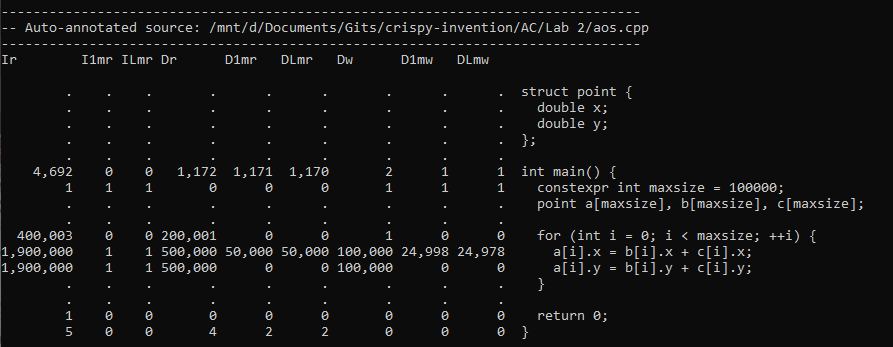 --------------------------------------------------------------------------------
-- Auto-annotated source: /mnt/d/Documents/Gits/crispy-invention/AC/Lab 2/aos.cpp
--------------------------------------------------------------------------------
Ir I1mr ILmr Dr D1mr DLmr Dw D1mw DLmw
. . . . . . . . . struct point {
. . . . . . . . . double x;
. . . . . . . . . double y;
. . . . . . . . . };
. . . . . . . . .
4,692 0 0 1,172 1,171 1,170 2 1 1 int main() {
1 1 1 0 0 0 1 1 1 constexpr int maxsize = 100000;
. . . . . . . . . point a[maxsize], b[maxsize], c[maxsize];
. . . . . . . . .
400,003 0 0 200,001 0 0 1 0 0 for (int i = 0; i < maxsize; ++i) {
1,900,000 1 1 500,000 50,000 50,000 100,000 24,998 24,978 a[i].x = b[i].x + c[i].x;
1,900,000 1 1 500,000 0 0 100,000 0 0 a[i].y = b[i].y + c[i].y;
. . . . . . . . . }
. . . . . . . . .
1 0 0 0 0 0 0 0 0 return 0;
5 0 0 4 2 2 0 0 0 }